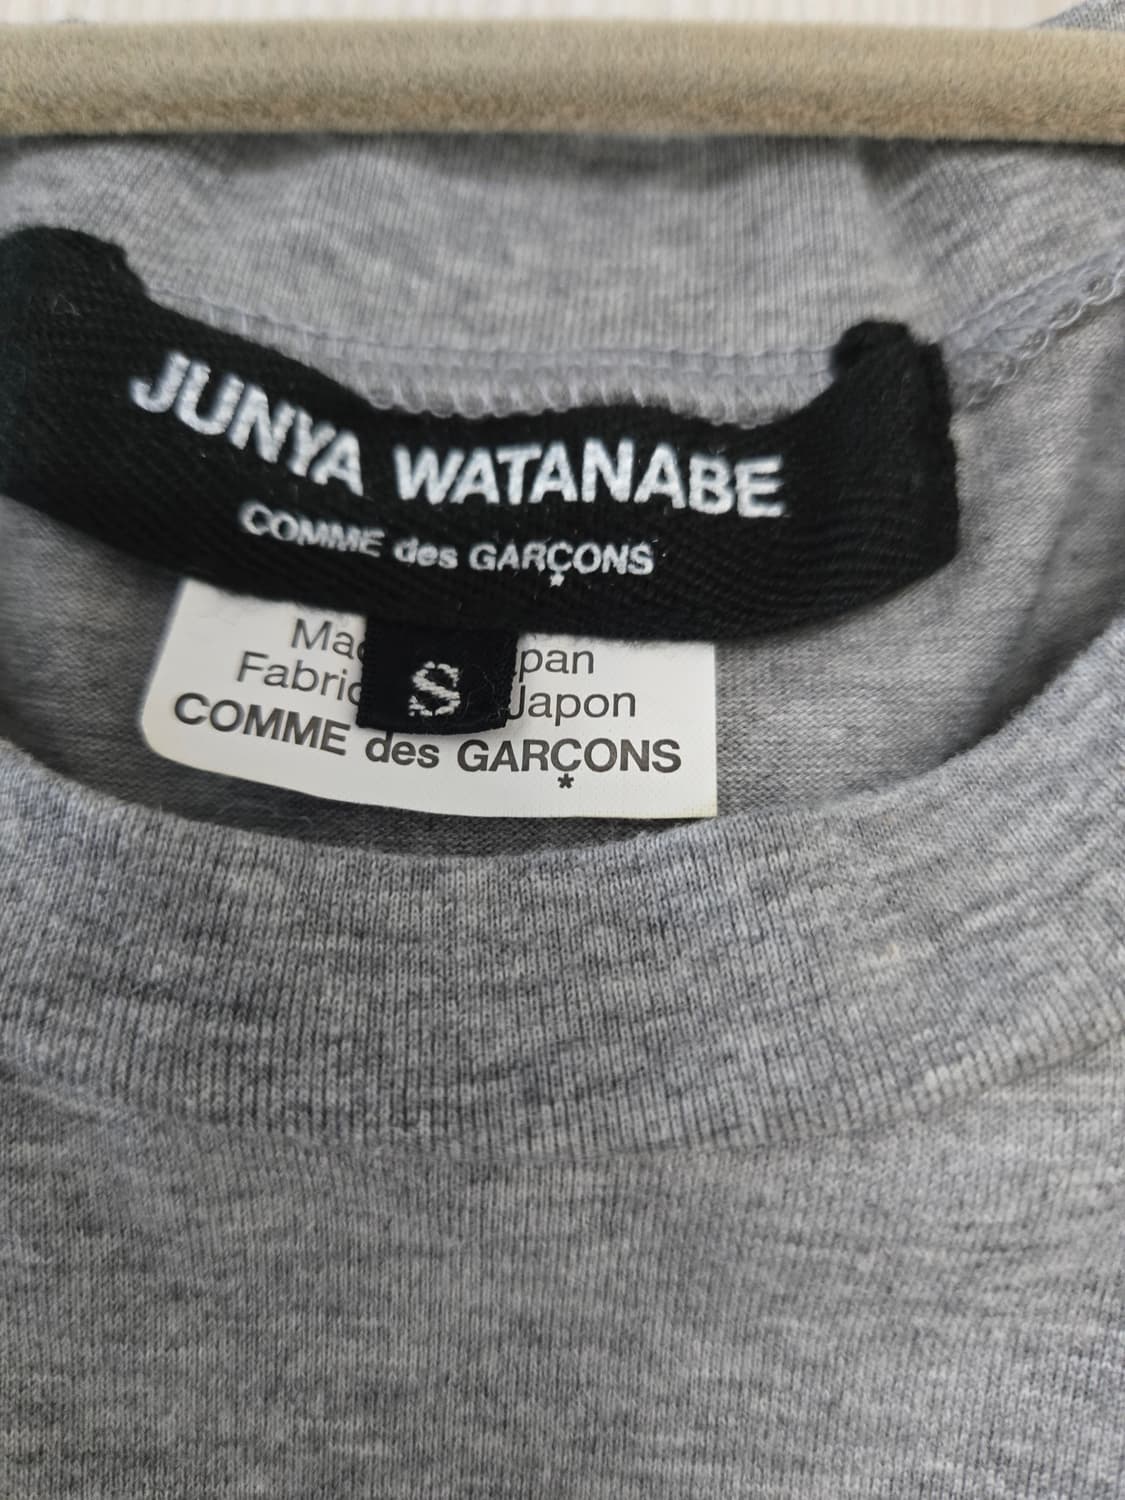 JUNYA WATANABE
COMME des GARÇONS
*
S
Japon
COMME des GARÇONS
*